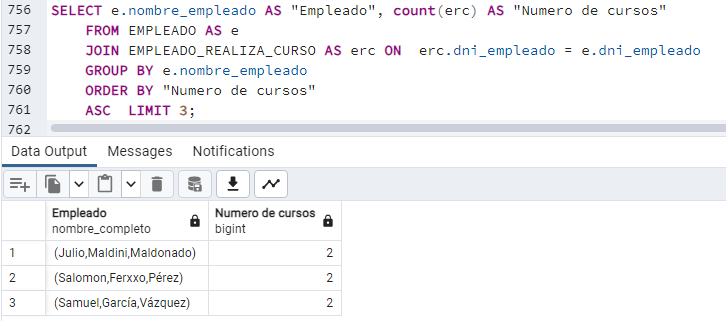 756 SELECT e.nombre_empleado AS "Empleado", count(erc) AS "Numero de cursos"
757 FROM EMPLEADO AS e
758 JOIN EMPLEADO_REALIZA_CURSO AS erc ON  erc.dni_empleado = e.dni_empleado
759 GROUP BY e.nombre_empleado
760 ORDER BY "Numero de cursos"
761 ASC  LIMIT 3;
762
Data Output Messages Notifications
Empleado Numero de cursos
nombre_completo bigint
1 (Julio,Maldini,Maldonado) 2
2 (Salomon,Ferxxo,Pérez) 2
3 (Samuel,García,Vázquez) 2